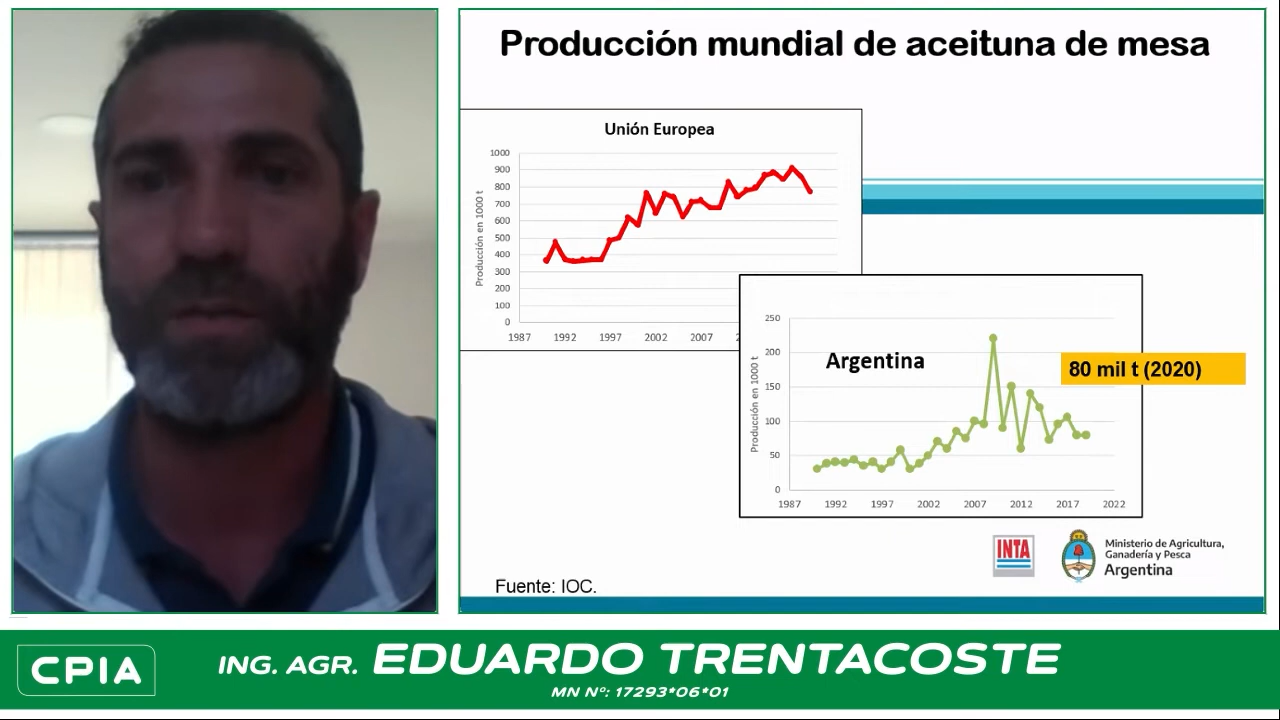 Producción mundial de aceituna de mesa
Unión Europea
Producción en 1000 t
1000
900
800
700
600
500
400
300
200
100
0
1987 1992 1997 2002 2007
Argentina
80 mil t (2020)
Producción en 1000 t
250
200
150
100
50
0
1987 1992 1997 2002 2007 2012 2017 2022
INTA
Ministerio de Agricultura,
Ganadería y Pesca
Argentina
Fuente: IOC.
CPIA
ING. AGR. EDUARDO TRENTACOSTE
MN Nº: 17293*06*01